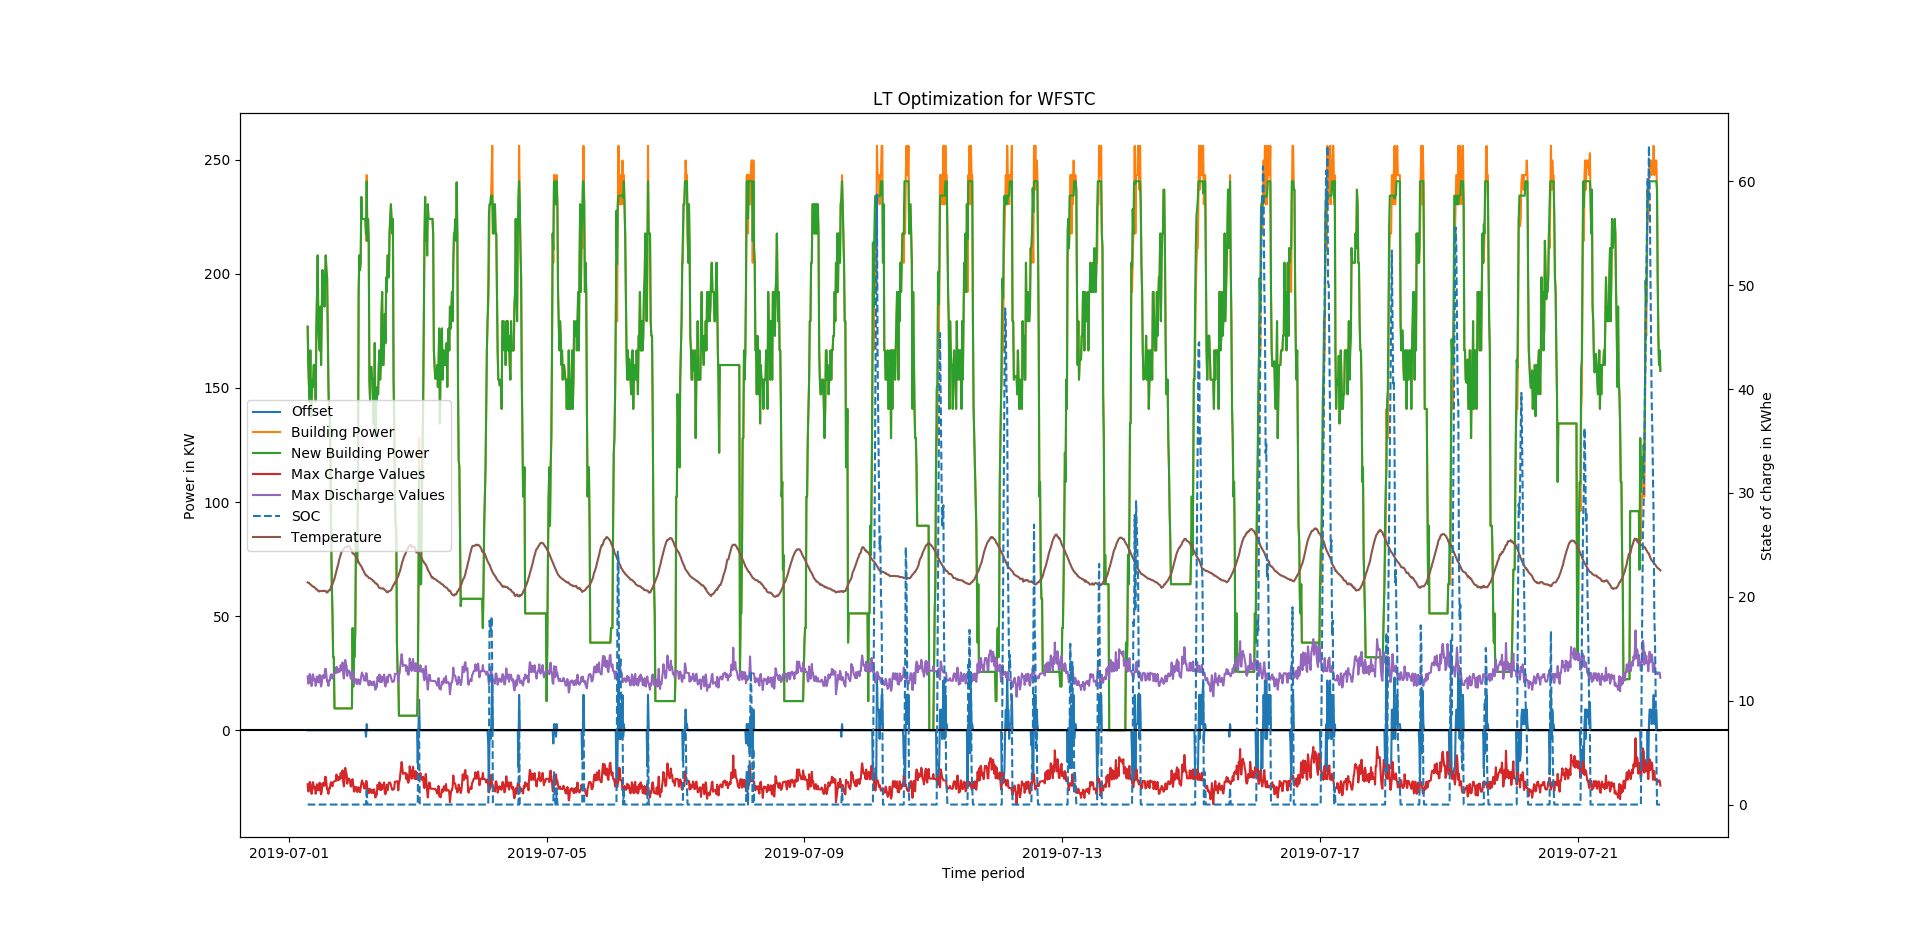 LT Optimization for WFSTC
250
200
150
100
50
0
Power in KW
Offset
Building Power
New Building Power
Max Charge Values
Max Discharge Values
SOC
Temperature
60
50
40
30
20
10
0
State of charge in KWhe
2019-07-01
2019-07-05
2019-07-09
2019-07-13
2019-07-17
2019-07-21
Time period